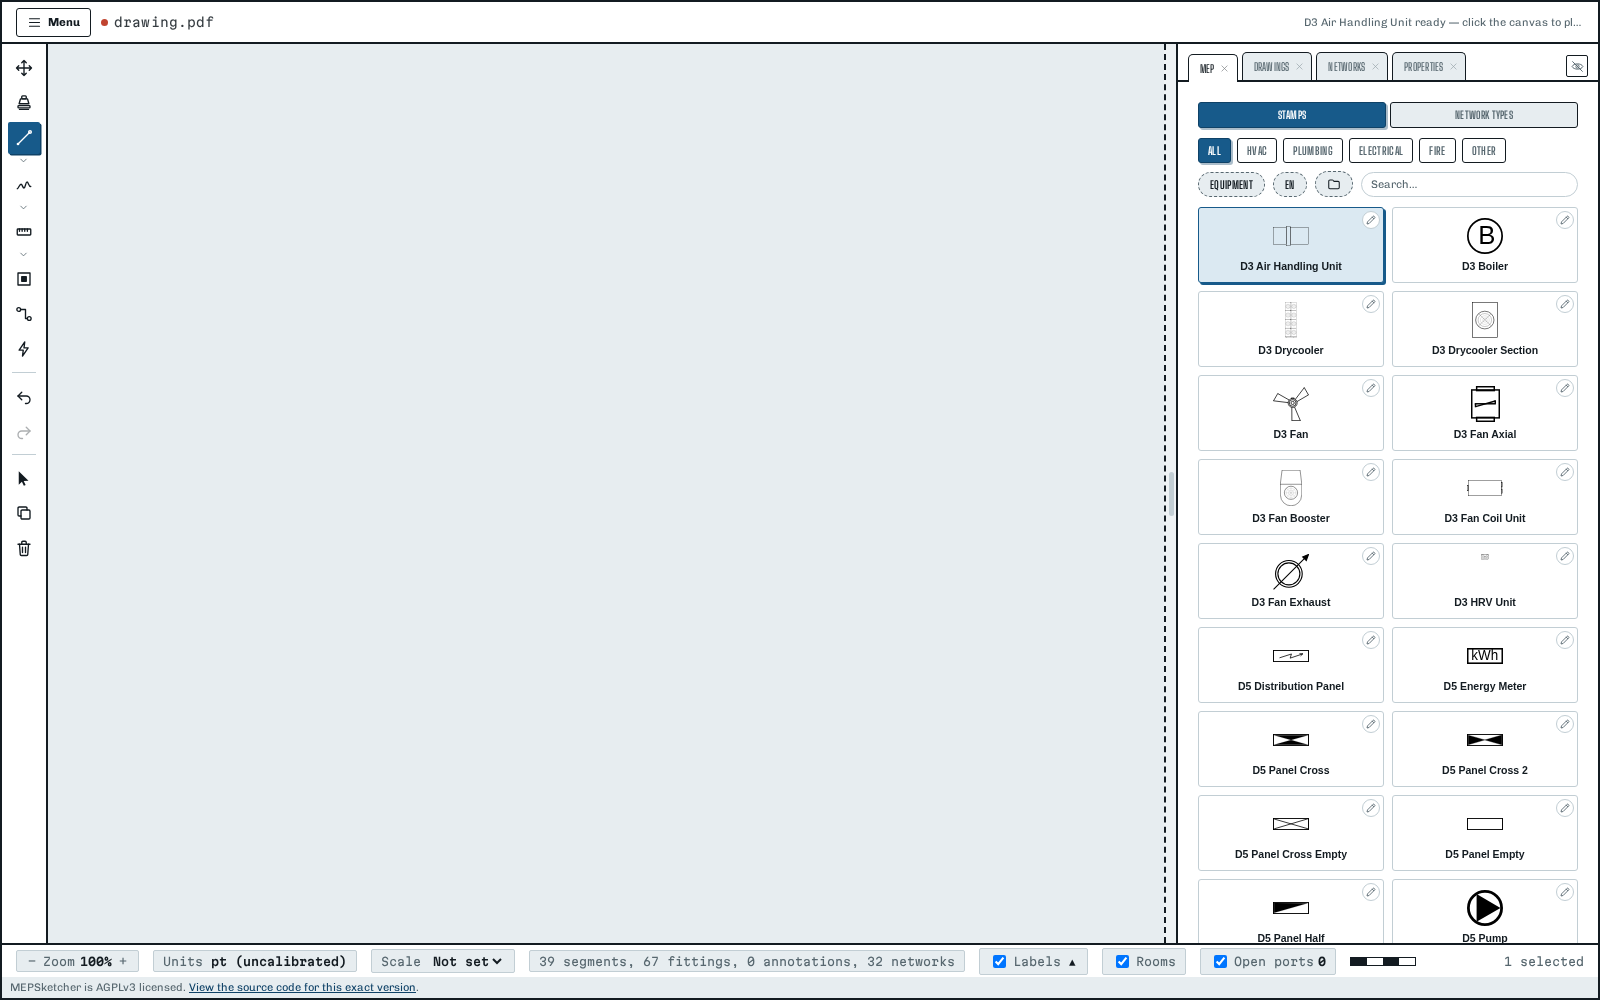 Menu drawing.pdf D3 Air Handling Unit ready — click the canvas to pl...
MEP DRAWINGS NETWORKS PROPERTIES
STAMPS NETWORK TYPES
ALL HVAC PLUMBING ELECTRICAL FIRE OTHER
EQUIPMENT EN Search...
D3 Air Handling Unit B D3 Boiler
D3 Drycooler D3 Drycooler Section
D3 Fan D3 Fan Axial
D3 Fan Booster D3 Fan Coil Unit
D3 Fan Exhaust D3 HRV Unit
kWh
D5 Distribution Panel D5 Energy Meter
D5 Panel Cross D5 Panel Cross 2
D5 Panel Cross Empty D5 Panel Empty
D5 Panel Half D5 Pump
− Zoom 100% + Units pt (uncalibrated) Scale Not set 39 segments, 67 fittings, 0 annotations, 32 networks Labels ▲ Rooms Open ports 0 1 selected
MEPSketcher is AGPLv3 licensed. View the source code for this exact version.